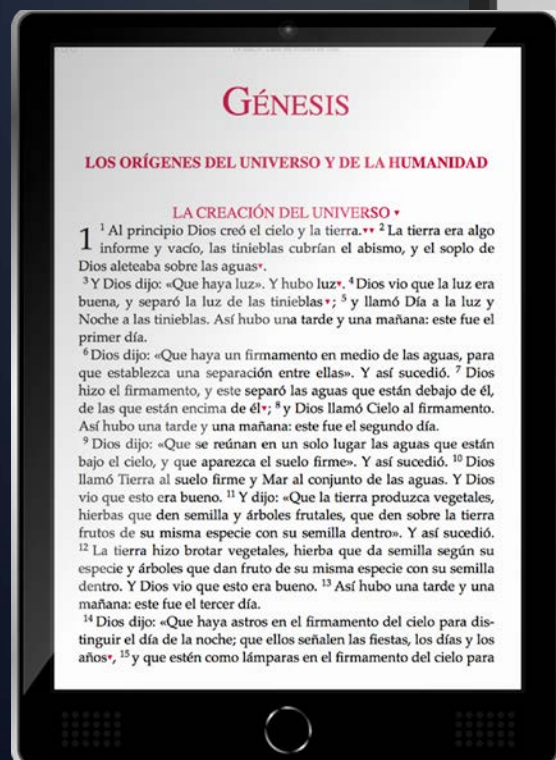 GÉNESIS
LOS ORÍGENES DEL UNIVERSO Y DE LA HUMANIDAD
LA CREACIÓN DEL UNIVERSO ▾
1 ¹ Al principio Dios creó el cielo y la tierra.▾▾ ² La tierra era algo
informe y vacío, las tinieblas cubrían el abismo, y el soplo de
Dios aleteaba sobre las aguas▾.
³ Y Dios dijo: «Que haya luz». Y hubo luz▾. ⁴ Dios vio que la luz era
buena, y separó la luz de las tinieblas▾; ⁵ y llamó Día a la luz y
Noche a las tinieblas. Así hubo una tarde y una mañana: este fue el
primer día.
⁶ Dios dijo: «Que haya un firmamento en medio de las aguas, para
que establezca una separación entre ellas». Y así sucedió. ⁷ Dios
hizo el firmamento, y este separó las aguas que están debajo de él,
de las que están encima de él▾; ⁸ y Dios llamó Cielo al firmamento.
Así hubo una tarde y una mañana: este fue el segundo día.
⁹ Dios dijo: «Que se reúnan en un solo lugar las aguas que están
bajo el cielo, y que aparezca el suelo firme». Y así sucedió. ¹⁰ Dios
llamó Tierra al suelo firme y Mar al conjunto de las aguas. Y Dios
vio que esto era bueno. ¹¹ Y dijo: «Que la tierra produzca vegetales,
hierbas que den semilla y árboles frutales, que den sobre la tierra
frutos de su misma especie con su semilla dentro». Y así sucedió.
¹² La tierra hizo brotar vegetales, hierba que da semilla según su
especie y árboles que dan fruto de su misma especie con su semilla
dentro. Y Dios vio que esto era bueno. ¹³ Así hubo una tarde y una
mañana: este fue el tercer día.
¹⁴ Dios dijo: «Que haya astros en el firmamento del cielo para dis-
tinguir el día de la noche; que ellos señalen las fiestas, los días y los
años▾, ¹⁵ y que estén como lámparas en el firmamento del cielo para